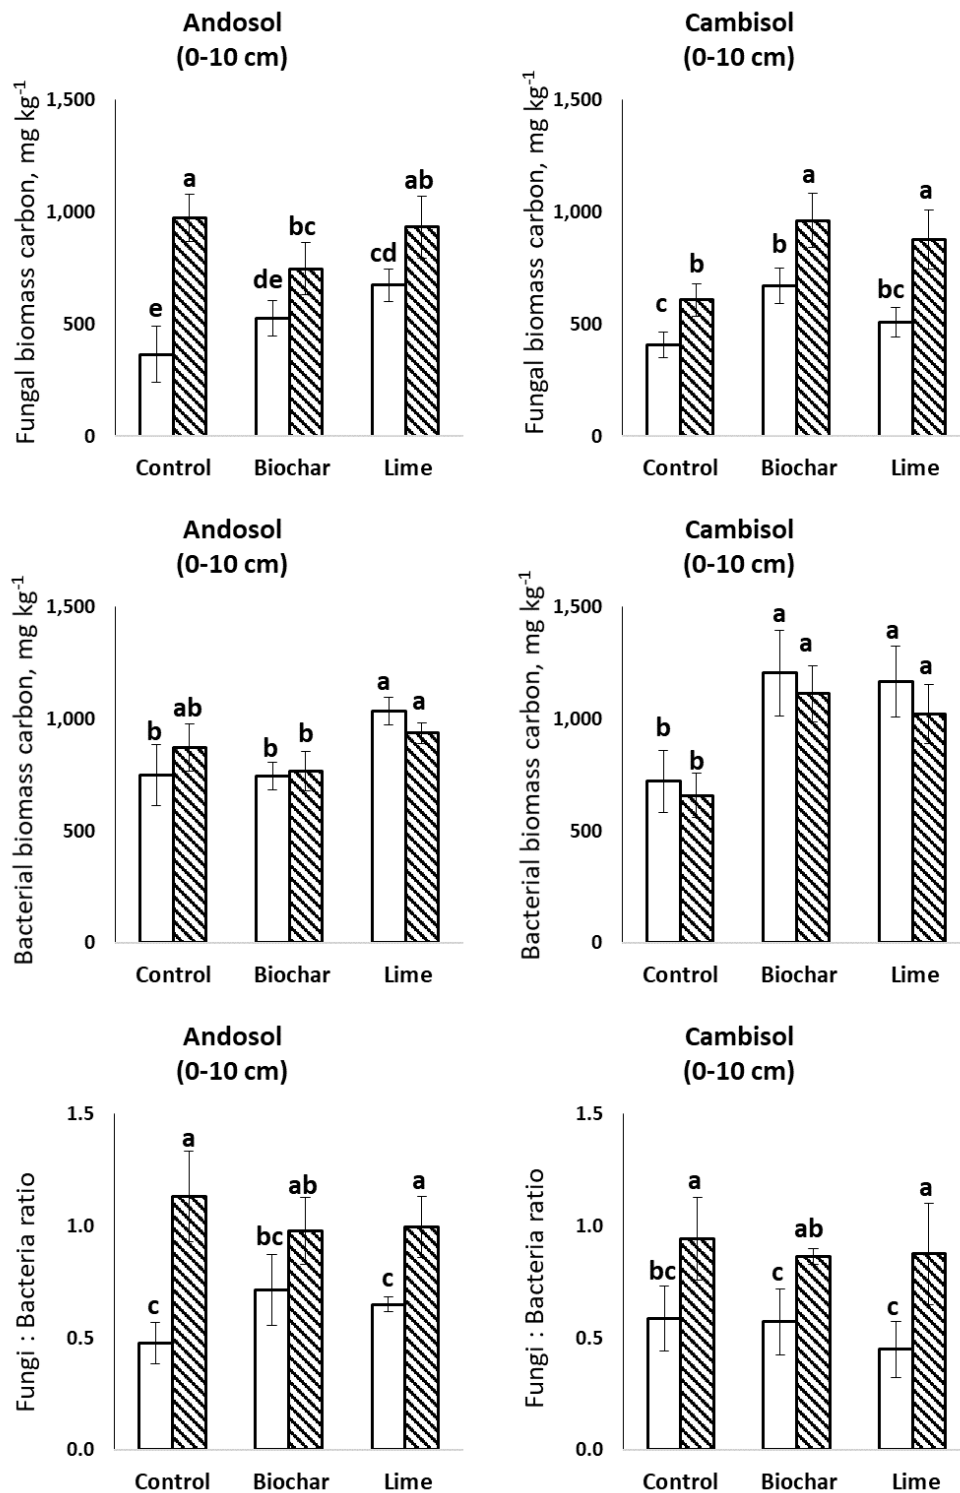 Andosol
(0-10 cm)
Fungal biomass carbon, mg kg-1
1,500
1,000
500
0
e
a
de
bc
cd
ab
Control Biochar Lime
Cambisol
(0-10 cm)
Fungal biomass carbon, mg kg-1
1,500
1,000
500
0
c
b
b
a
bc
a
Control Biochar Lime
Andosol
(0-10 cm)
Bacterial biomass carbon, mg kg-1
1,500
1,000
500
0
b
ab
b
b
a
a
Control Biochar Lime
Cambisol
(0-10 cm)
Bacterial biomass carbon, mg kg-1
1,500
1,000
500
0
b
b
a
a
a
a
Control Biochar Lime
Andosol
(0-10 cm)
Fungi : Bacteria ratio
1.5
1.0
0.5
0.0
c
a
bc
ab
c
a
Control Biochar Lime
Cambisol
(0-10 cm)
Fungi : Bacteria ratio
1.5
1.0
0.5
0.0
bc
a
c
ab
c
a
Control Biochar Lime